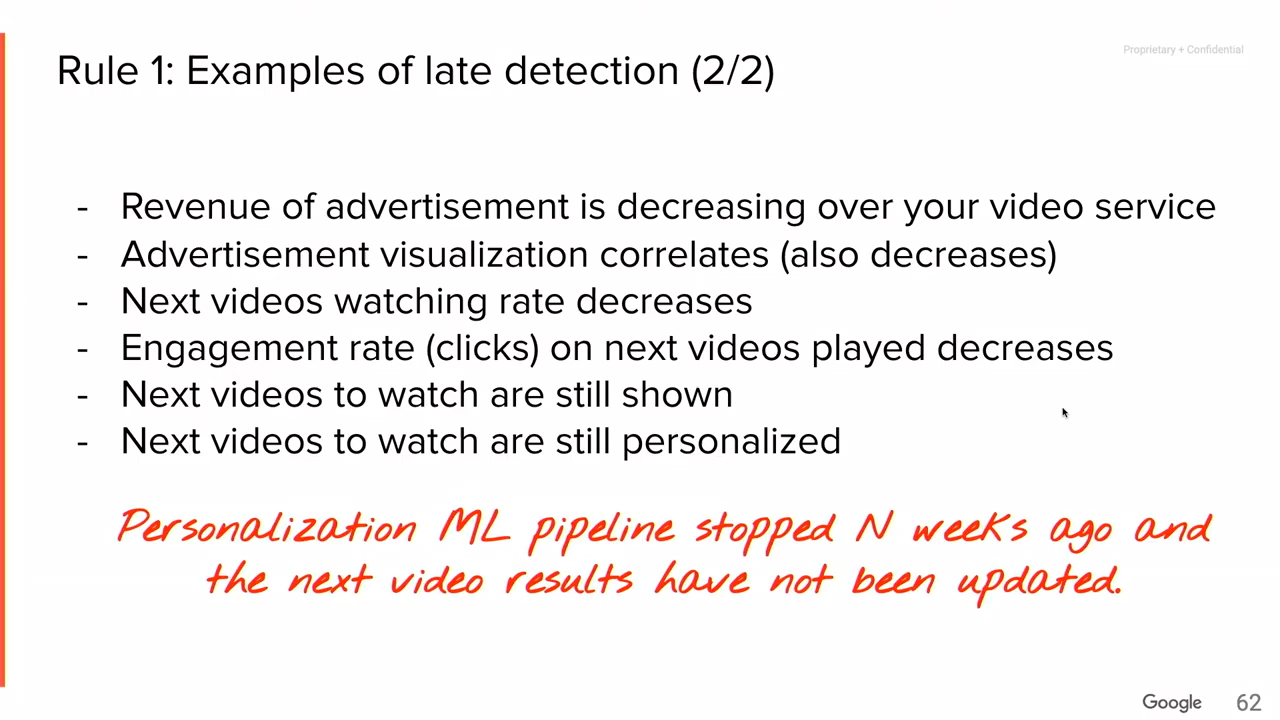 Proprietary + Confidential
Rule 1: Examples of late detection (2/2)
- Revenue of advertisement is decreasing over your video service
- Advertisement visualization correlates (also decreases)
- Next videos watching rate decreases
- Engagement rate (clicks) on next videos played decreases
- Next videos to watch are still shown
- Next videos to watch are still personalized
Personalization ML pipeline stopped N weeks ago and
the next video results have not been updated.
Google 62